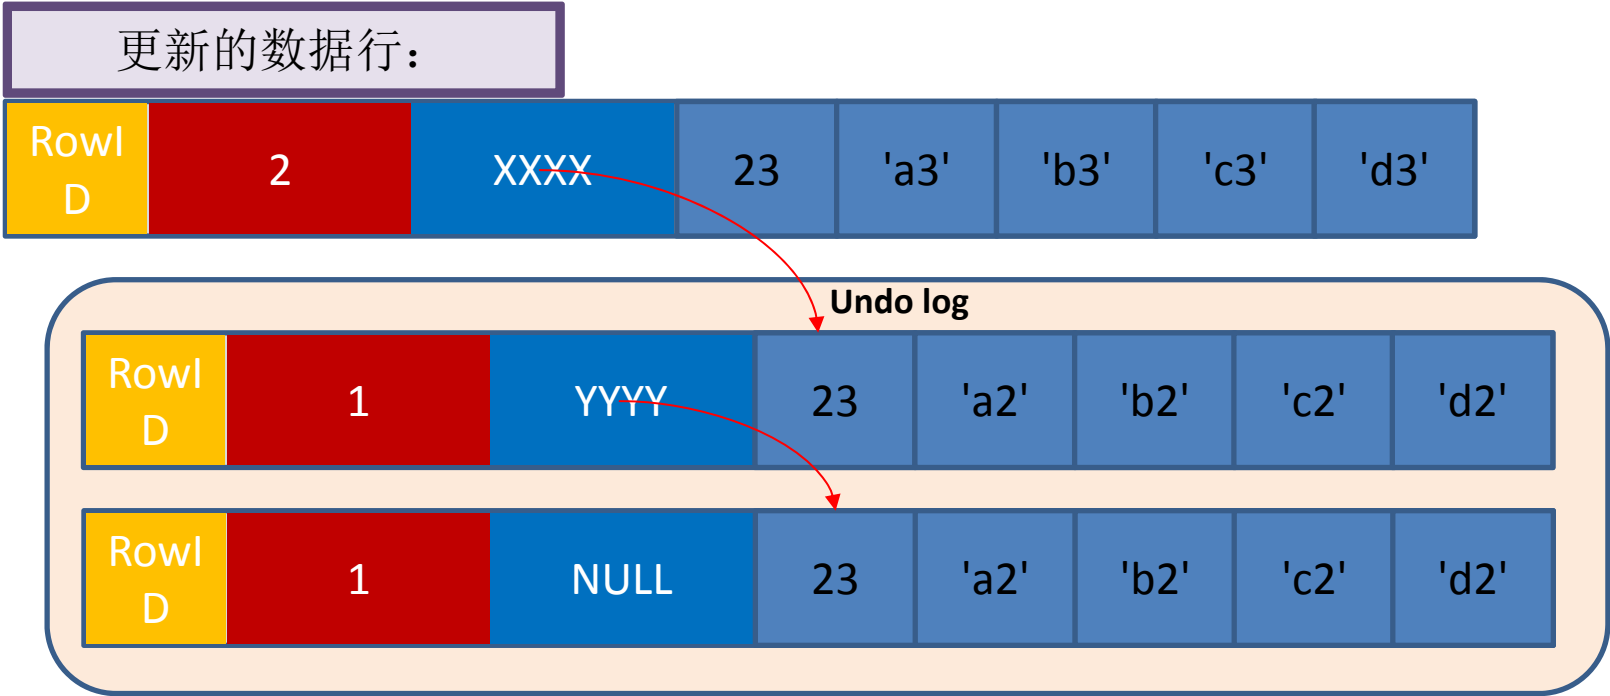 更新的数据行：
RowI
D 2 XXXX 23 'a3' 'b3' 'c3' 'd3'
Undo log
RowI
D 1 YYYY 23 'a2' 'b2' 'c2' 'd2'
RowI
D 1 NULL 23 'a2' 'b2' 'c2' 'd2'